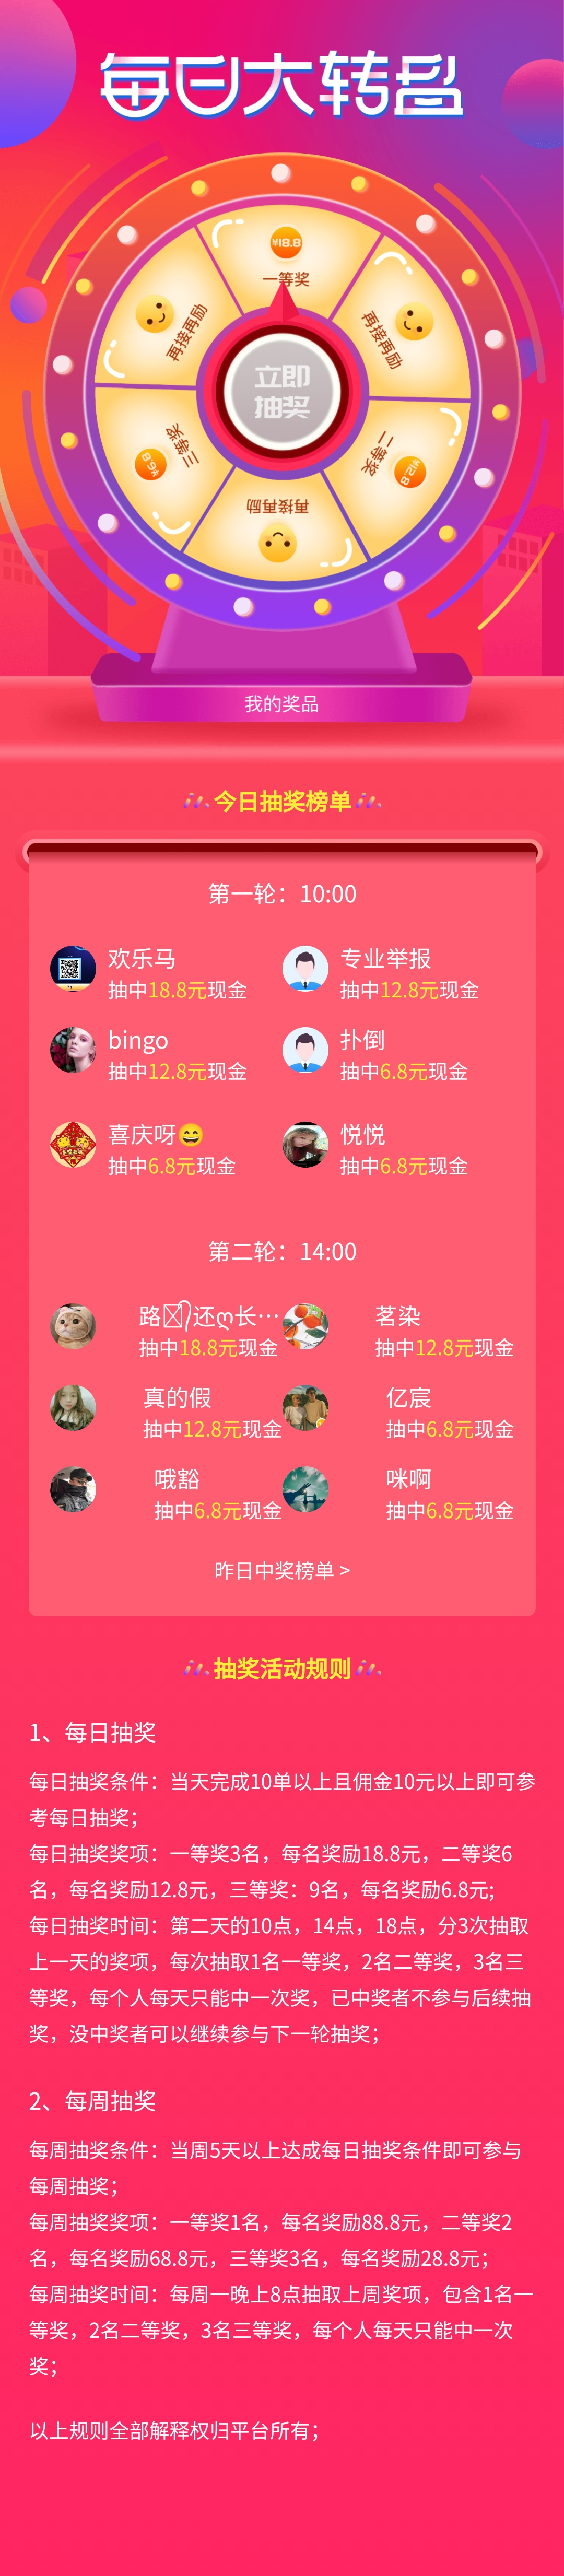 每日大转盘
¥18.8
一等奖
再接再励
再接再励
立即
抽奖
三等奖
¥6.8
二等奖
¥12.8
再接再励
我的奖品
今日抽奖榜单
第一轮：10:00
欢乐马
抽中18.8元现金
专业举报
抽中12.8元现金
bingo
抽中12.8元现金
扑倒
抽中6.8元现金
喜庆呀😄
抽中6.8元现金
悦悦
抽中6.8元现金
第二轮：14:00
路还ღ长…
抽中18.8元现金
茗染
抽中12.8元现金
真的假
抽中12.8元现金
亿宸
抽中6.8元现金
哦豁
抽中6.8元现金
咪啊
抽中6.8元现金
昨日中奖榜单 >
抽奖活动规则
1、每日抽奖
每日抽奖条件：当天完成10单以上且佣金10元以上即可参
考每日抽奖；
每日抽奖奖项：一等奖3名，每名奖励18.8元，二等奖6
名，每名奖励12.8元，三等奖：9名，每名奖励6.8元;
每日抽奖时间：第二天的10点，14点，18点，分3次抽取
上一天的奖项，每次抽取1名一等奖，2名二等奖，3名三
等奖，每个人每天只能中一次奖，已中奖者不参与后续抽
奖，没中奖者可以继续参与下一轮抽奖；
2、每周抽奖
每周抽奖条件：当周5天以上达成每日抽奖条件即可参与
每周抽奖；
每周抽奖奖项：一等奖1名，每名奖励88.8元，二等奖2
名，每名奖励68.8元，三等奖3名，每名奖励28.8元；
每周抽奖时间：每周一晚上8点抽取上周奖项，包含1名一
等奖，2名二等奖，3名三等奖，每个人每天只能中一次
奖；
以上规则全部解释权归平台所有；